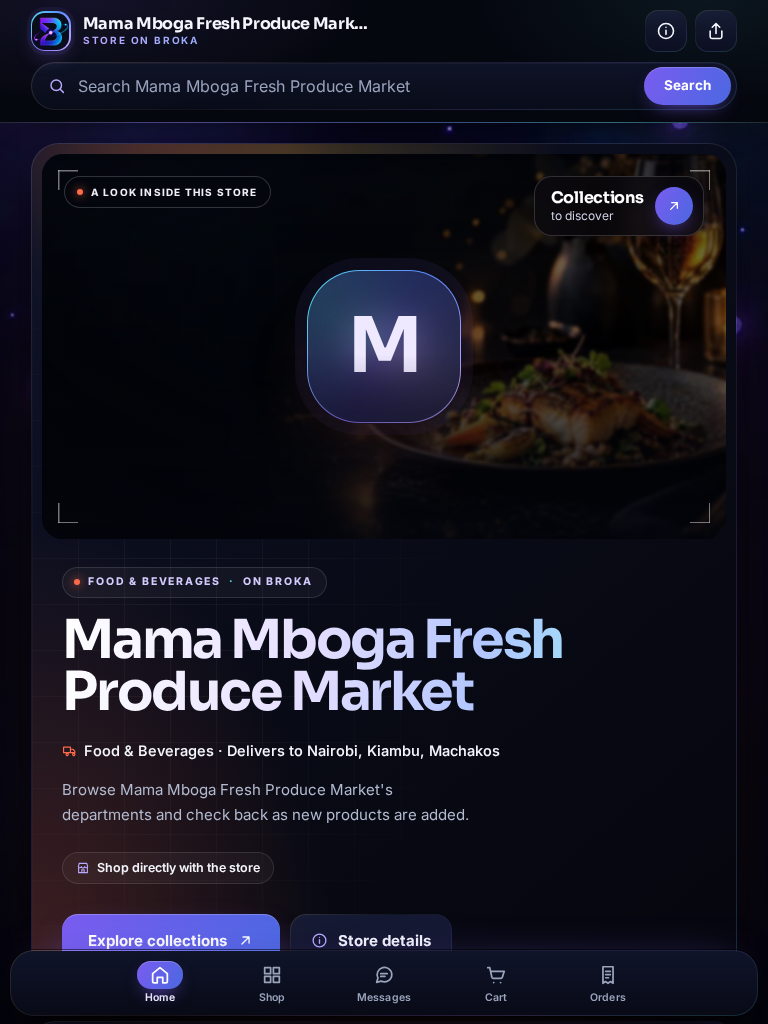 Mama Mboga Fresh Produce Mark...
STORE ON BROKA
Search Mama Mboga Fresh Produce Market
Search
A LOOK INSIDE THIS STORE
Collections
to discover
M
FOOD & BEVERAGES · ON BROKA
Mama Mboga Fresh
Produce Market
Food & Beverages · Delivers to Nairobi, Kiambu, Machakos
Browse Mama Mboga Fresh Produce Market's
departments and check back as new products are added.
Shop directly with the store
Explore collections
Store details
Home
Shop
Messages
Cart
Orders